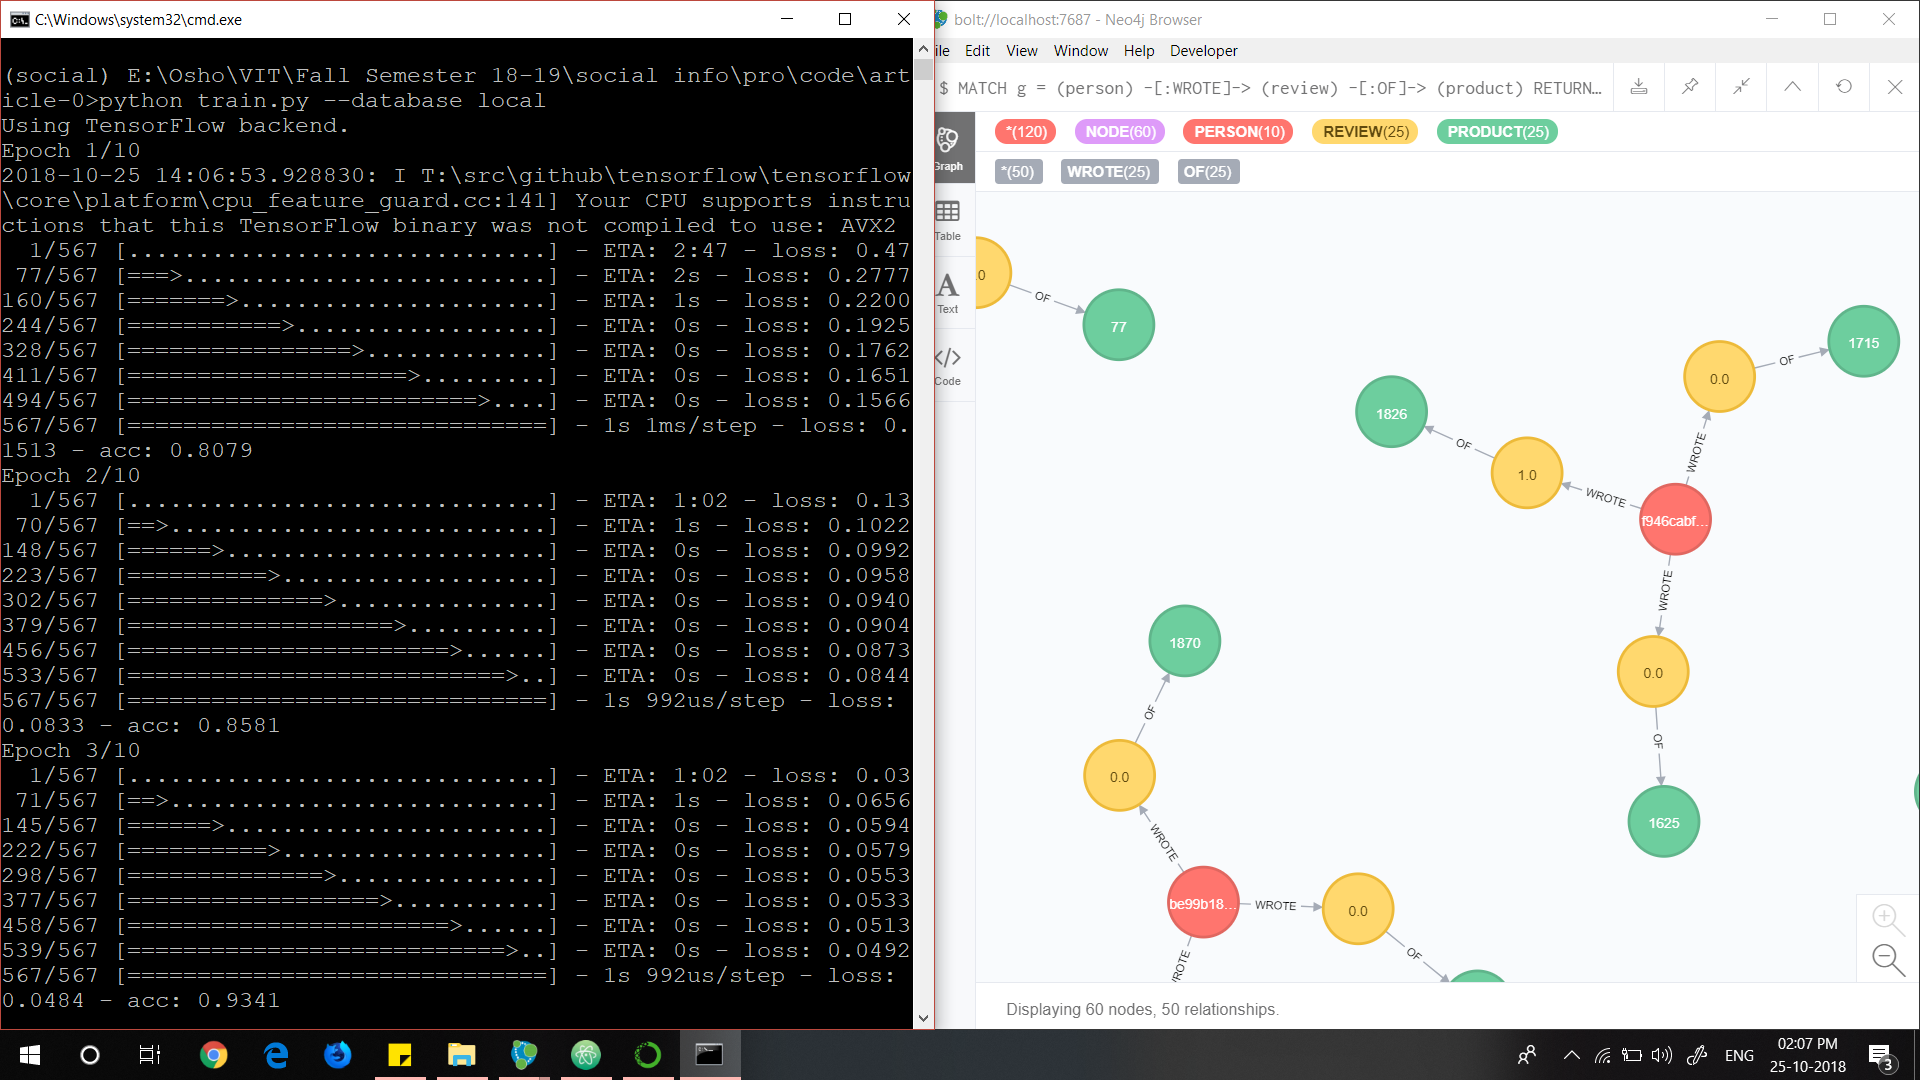 C:\Windows\system32\cmd.exe
(social) E:\Osho\VIT\Fall Semester 18-19\social info\pro\code\art
icle-0>python train.py --database local
Using TensorFlow backend.
Epoch 1/10
2018-10-25 14:06:53.928830: I T:\src\github\tensorflow\tensorflow
\core\platform\cpu_feature_guard.cc:141] Your CPU supports instru
ctions that this TensorFlow binary was not compiled to use: AVX2
1/567 [..............................] - ETA: 2:47 - loss: 0.47
77/567 [===>..........................] - ETA: 2s - loss: 0.2777
160/567 [=======>......................] - ETA: 1s - loss: 0.2200
244/567 [===========>..................] - ETA: 0s - loss: 0.1925
328/567 [================>.............] - ETA: 0s - loss: 0.1762
411/567 [====================>.........] - ETA: 0s - loss: 0.1651
494/567 [=========================>....] - ETA: 0s - loss: 0.1566
567/567 [==============================] - 1s 1ms/step - loss: 0.
1513 - acc: 0.8079
Epoch 2/10
1/567 [..............................] - ETA: 1:02 - loss: 0.13
70/567 [==>...........................] - ETA: 1s - loss: 0.1022
148/567 [======>.......................] - ETA: 0s - loss: 0.0992
223/567 [==========>...................] - ETA: 0s - loss: 0.0958
302/567 [==============>...............] - ETA: 0s - loss: 0.0940
379/567 [===================>..........] - ETA: 0s - loss: 0.0904
456/567 [=======================>......] - ETA: 0s - loss: 0.0873
533/567 [===========================>..] - ETA: 0s - loss: 0.0844
567/567 [==============================] - 1s 992us/step - loss:
0.0833 - acc: 0.8581
Epoch 3/10
1/567 [..............................] - ETA: 1:02 - loss: 0.03
71/567 [==>...........................] - ETA: 1s - loss: 0.0656
145/567 [======>.......................] - ETA: 0s - loss: 0.0594
222/567 [==========>...................] - ETA: 0s - loss: 0.0579
298/567 [==============>...............] - ETA: 0s - loss: 0.0553
377/567 [==================>...........] - ETA: 0s - loss: 0.0533
458/567 [=======================>......] - ETA: 0s - loss: 0.0513
539/567 [===========================>..] - ETA: 0s - loss: 0.0492
567/567 [==============================] - 1s 992us/step - loss:
0.0484 - acc: 0.9341
bolt://localhost:7687 - Neo4j Browser
ile Edit View Window Help Developer
$ MATCH g = (person) -[:WROTE]-> (review) -[:OF]-> (product) RETURN...
*(120) NODE(60) PERSON(10) REVIEW(25) PRODUCT(25)
*(50) WROTE(25) OF(25)
Graph
Table
A
Text
</>
Code
.0
OF
77
1715
OF
0.0
1826
OF
1.0
WROTE
WROTE
f946cabf...
WROTE
0.0
OF
1625
1870
OF
0.0
WROTE
be99b18...
WROTE
0.0
OF
WROTE
Displaying 60 nodes, 50 relationships.
ENG
02:07 PM
25-10-2018
3